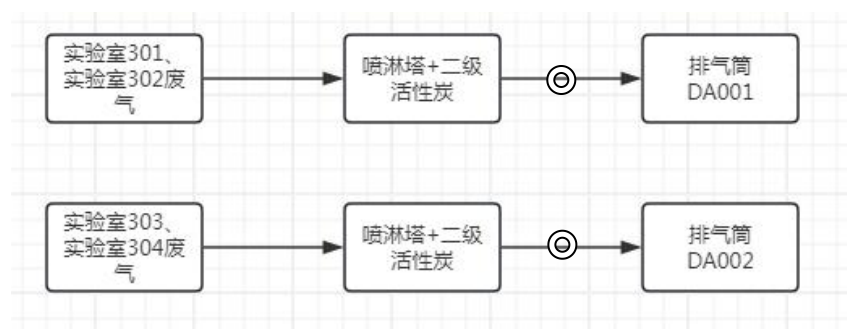 实验室301、
实验室302废
气
喷淋塔+二级
活性炭
排气筒
DA001
实验室303、
实验室304废
气
喷淋塔+二级
活性炭
排气筒
DA002